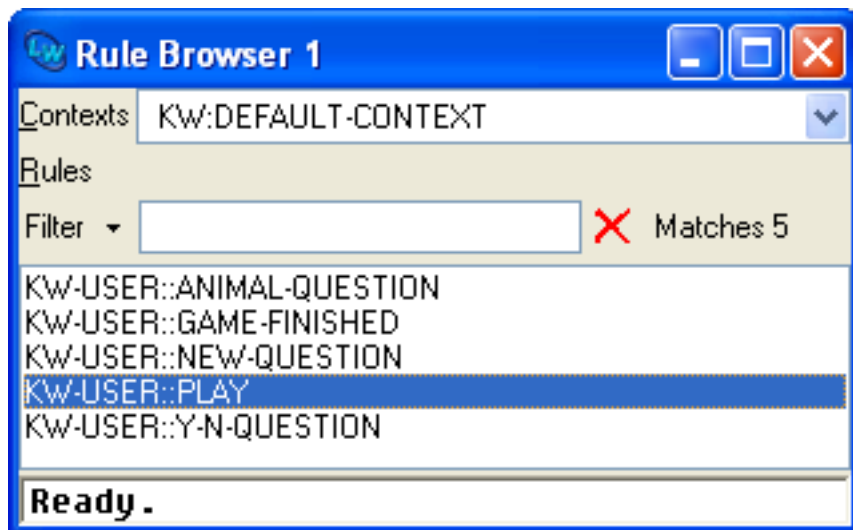 LW Rule Browser 1
Contexts KW:DEFAULT-CONTEXT
Rules
Filter Matches 5
KW-USER::ANIMAL-QUESTION
KW-USER::GAME-FINISHED
KW-USER::NEW-QUESTION
KW-USER::PLAY
KW-USER::Y-N-QUESTION
Ready.